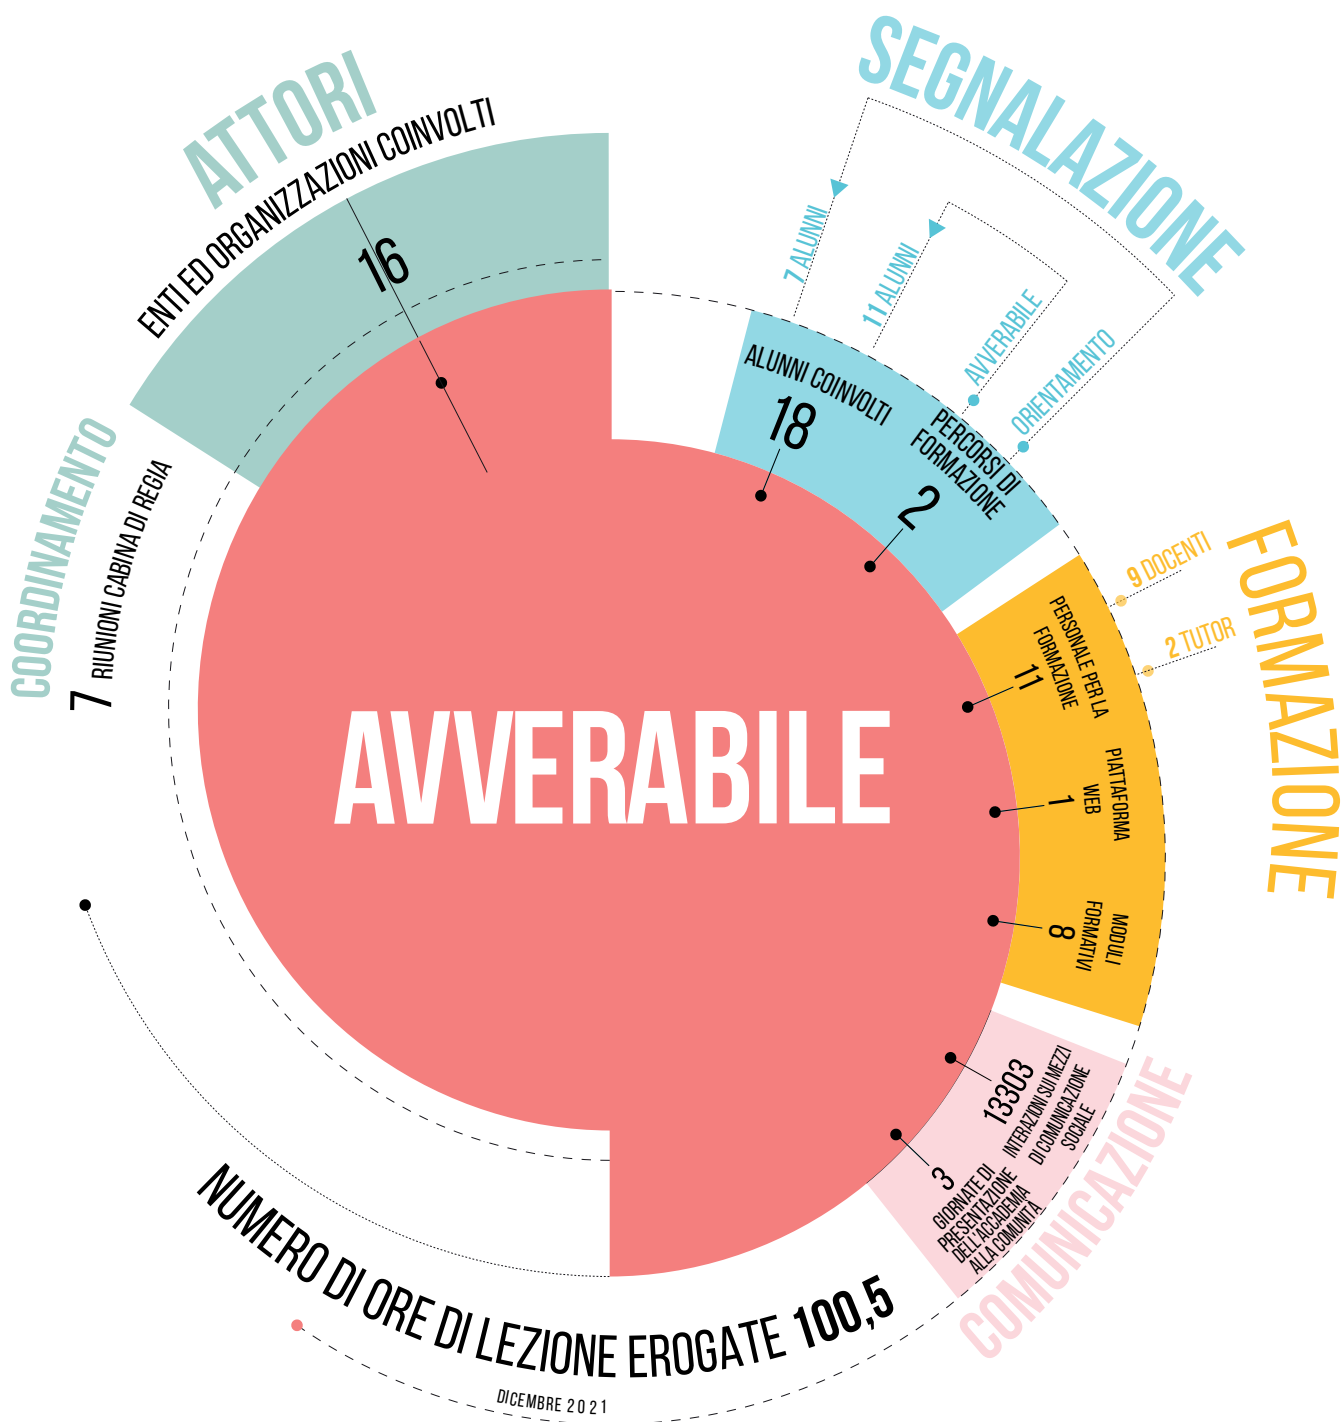 ATTORI
ENTI ED ORGANIZZAZIONI COINVOLTI
16
COORDINAMENTO
7 RIUNIONI CABINA DI REGIA
SEGNALAZIONE
7 ALUNNI
11 ALUNNI
AVVERABILE
ORIENTAMENTO
ALUNNI COINVOLTI
18
PERCORSI DI
FORMAZIONE
2
FORMAZIONE
9 DOCENTI
2 TUTOR
PERSONALE PER LA
FORMAZIONE
11
PIATTAFORMA
WEB
1
MODULI
FORMATIVI
8
AVVERABILE
COMUNICAZIONE
13303
INTERAZIONI SUI MEZZI
DI COMUNICAZIONE
SOCIALE
3
GIORNATE DI
PRESENTAZIONE
DELL'ACCADEMIA
ALLA COMUNITÀ
NUMERO DI ORE DI LEZIONE EROGATE 100,5
DICEMBRE 2021